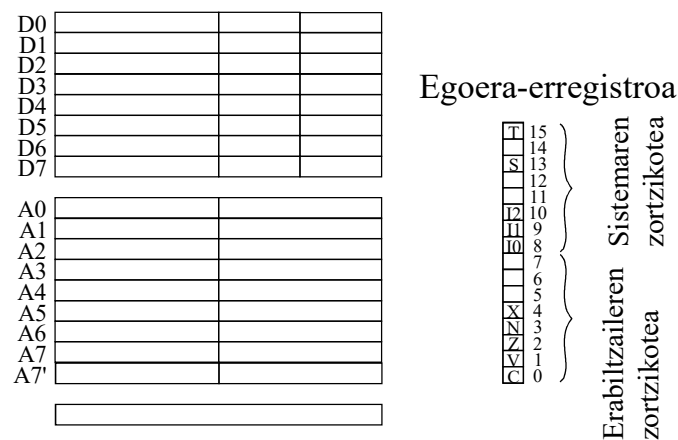 D0
D1
D2
D3
D4
D5
D6
D7
A0
A1
A2
A3
A4
A5
A6
A7
A7'
Egoera-erregistroa
T 15
14
S 13
12
11
I2 10
I1 9
I0 8
7
6
5
X 4
N 3
Z 2
V 1
C 0
Sistemaren
zortzikotea
Erabiltzaileren
zortzikotea